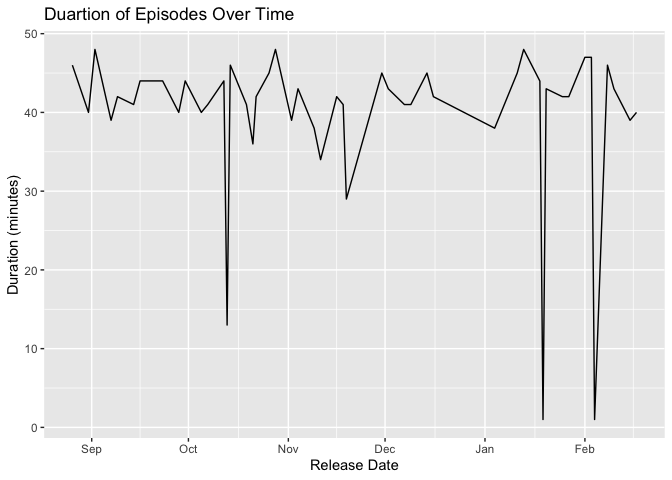 Duartion of Episodes Over Time
50
40
30
20
10
0
Duration (minutes)
Sep Oct Nov Dec Jan Feb
Release Date